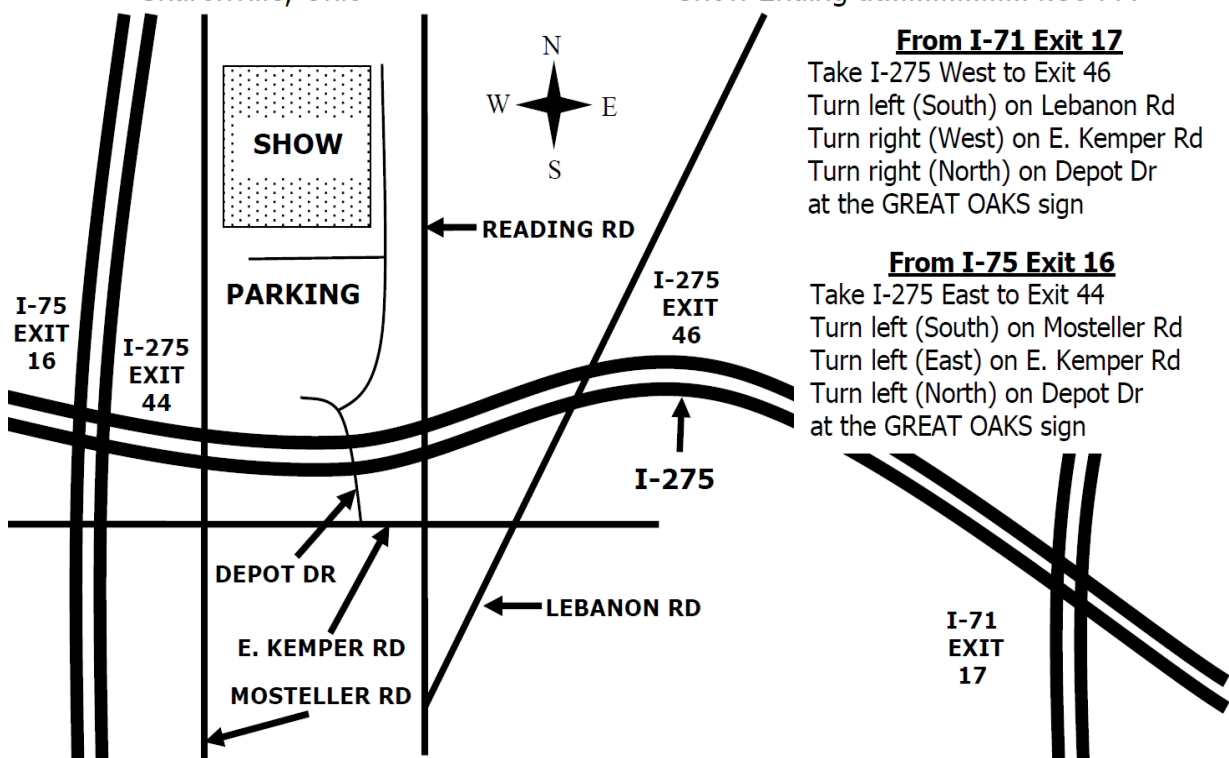 From I-71 Exit 17
Take I-275 West to Exit 46
Turn left (South) on Lebanon Rd
Turn right (West) on E. Kemper Rd
Turn right (North) on Depot Dr
at the GREAT OAKS sign
From I-75 Exit 16
Take I-275 East to Exit 44
Turn left (South) on Mosteller Rd
Turn left (East) on E. Kemper Rd
Turn left (North) on Depot Dr
at the GREAT OAKS sign
N
W
E
S
SHOW
READING RD
PARKING
I-75
EXIT
16
I-275
EXIT
44
I-275
EXIT
46
I-275
DEPOT DR
E. KEMPER RD
MOSTELLER RD
LEBANON RD
I-71
EXIT
17